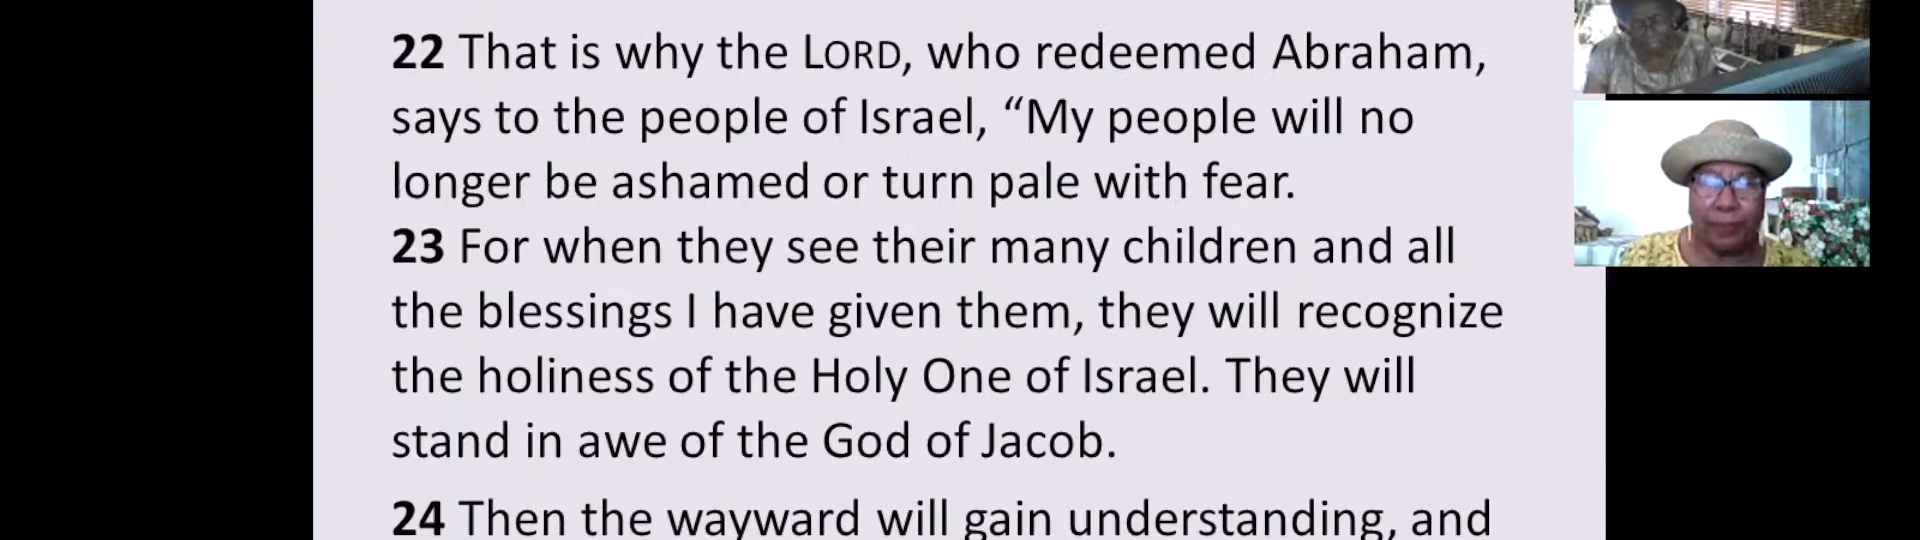 22 That is why the LORD, who redeemed Abraham,
says to the people of Israel, “My people will no
longer be ashamed or turn pale with fear.
23 For when they see their many children and all
the blessings I have given them, they will recognize
the holiness of the Holy One of Israel. They will
stand in awe of the God of Jacob.
24 Then the wayward will gain understanding, and